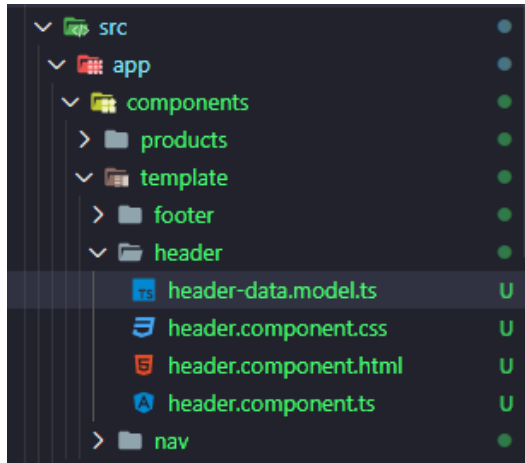 src
app
components
products
template
footer
header
TS header-data.model.ts U
header.component.css U
header.component.html U
header.component.ts U
nav